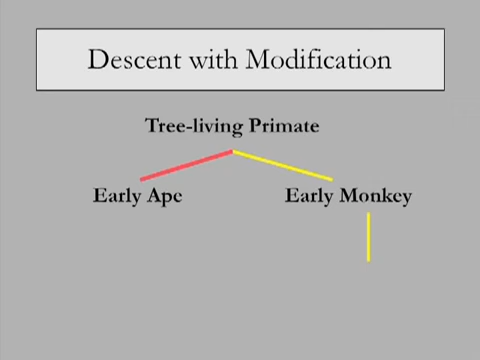 Descent with Modification
Tree-living Primate
Early Ape
Early Monkey